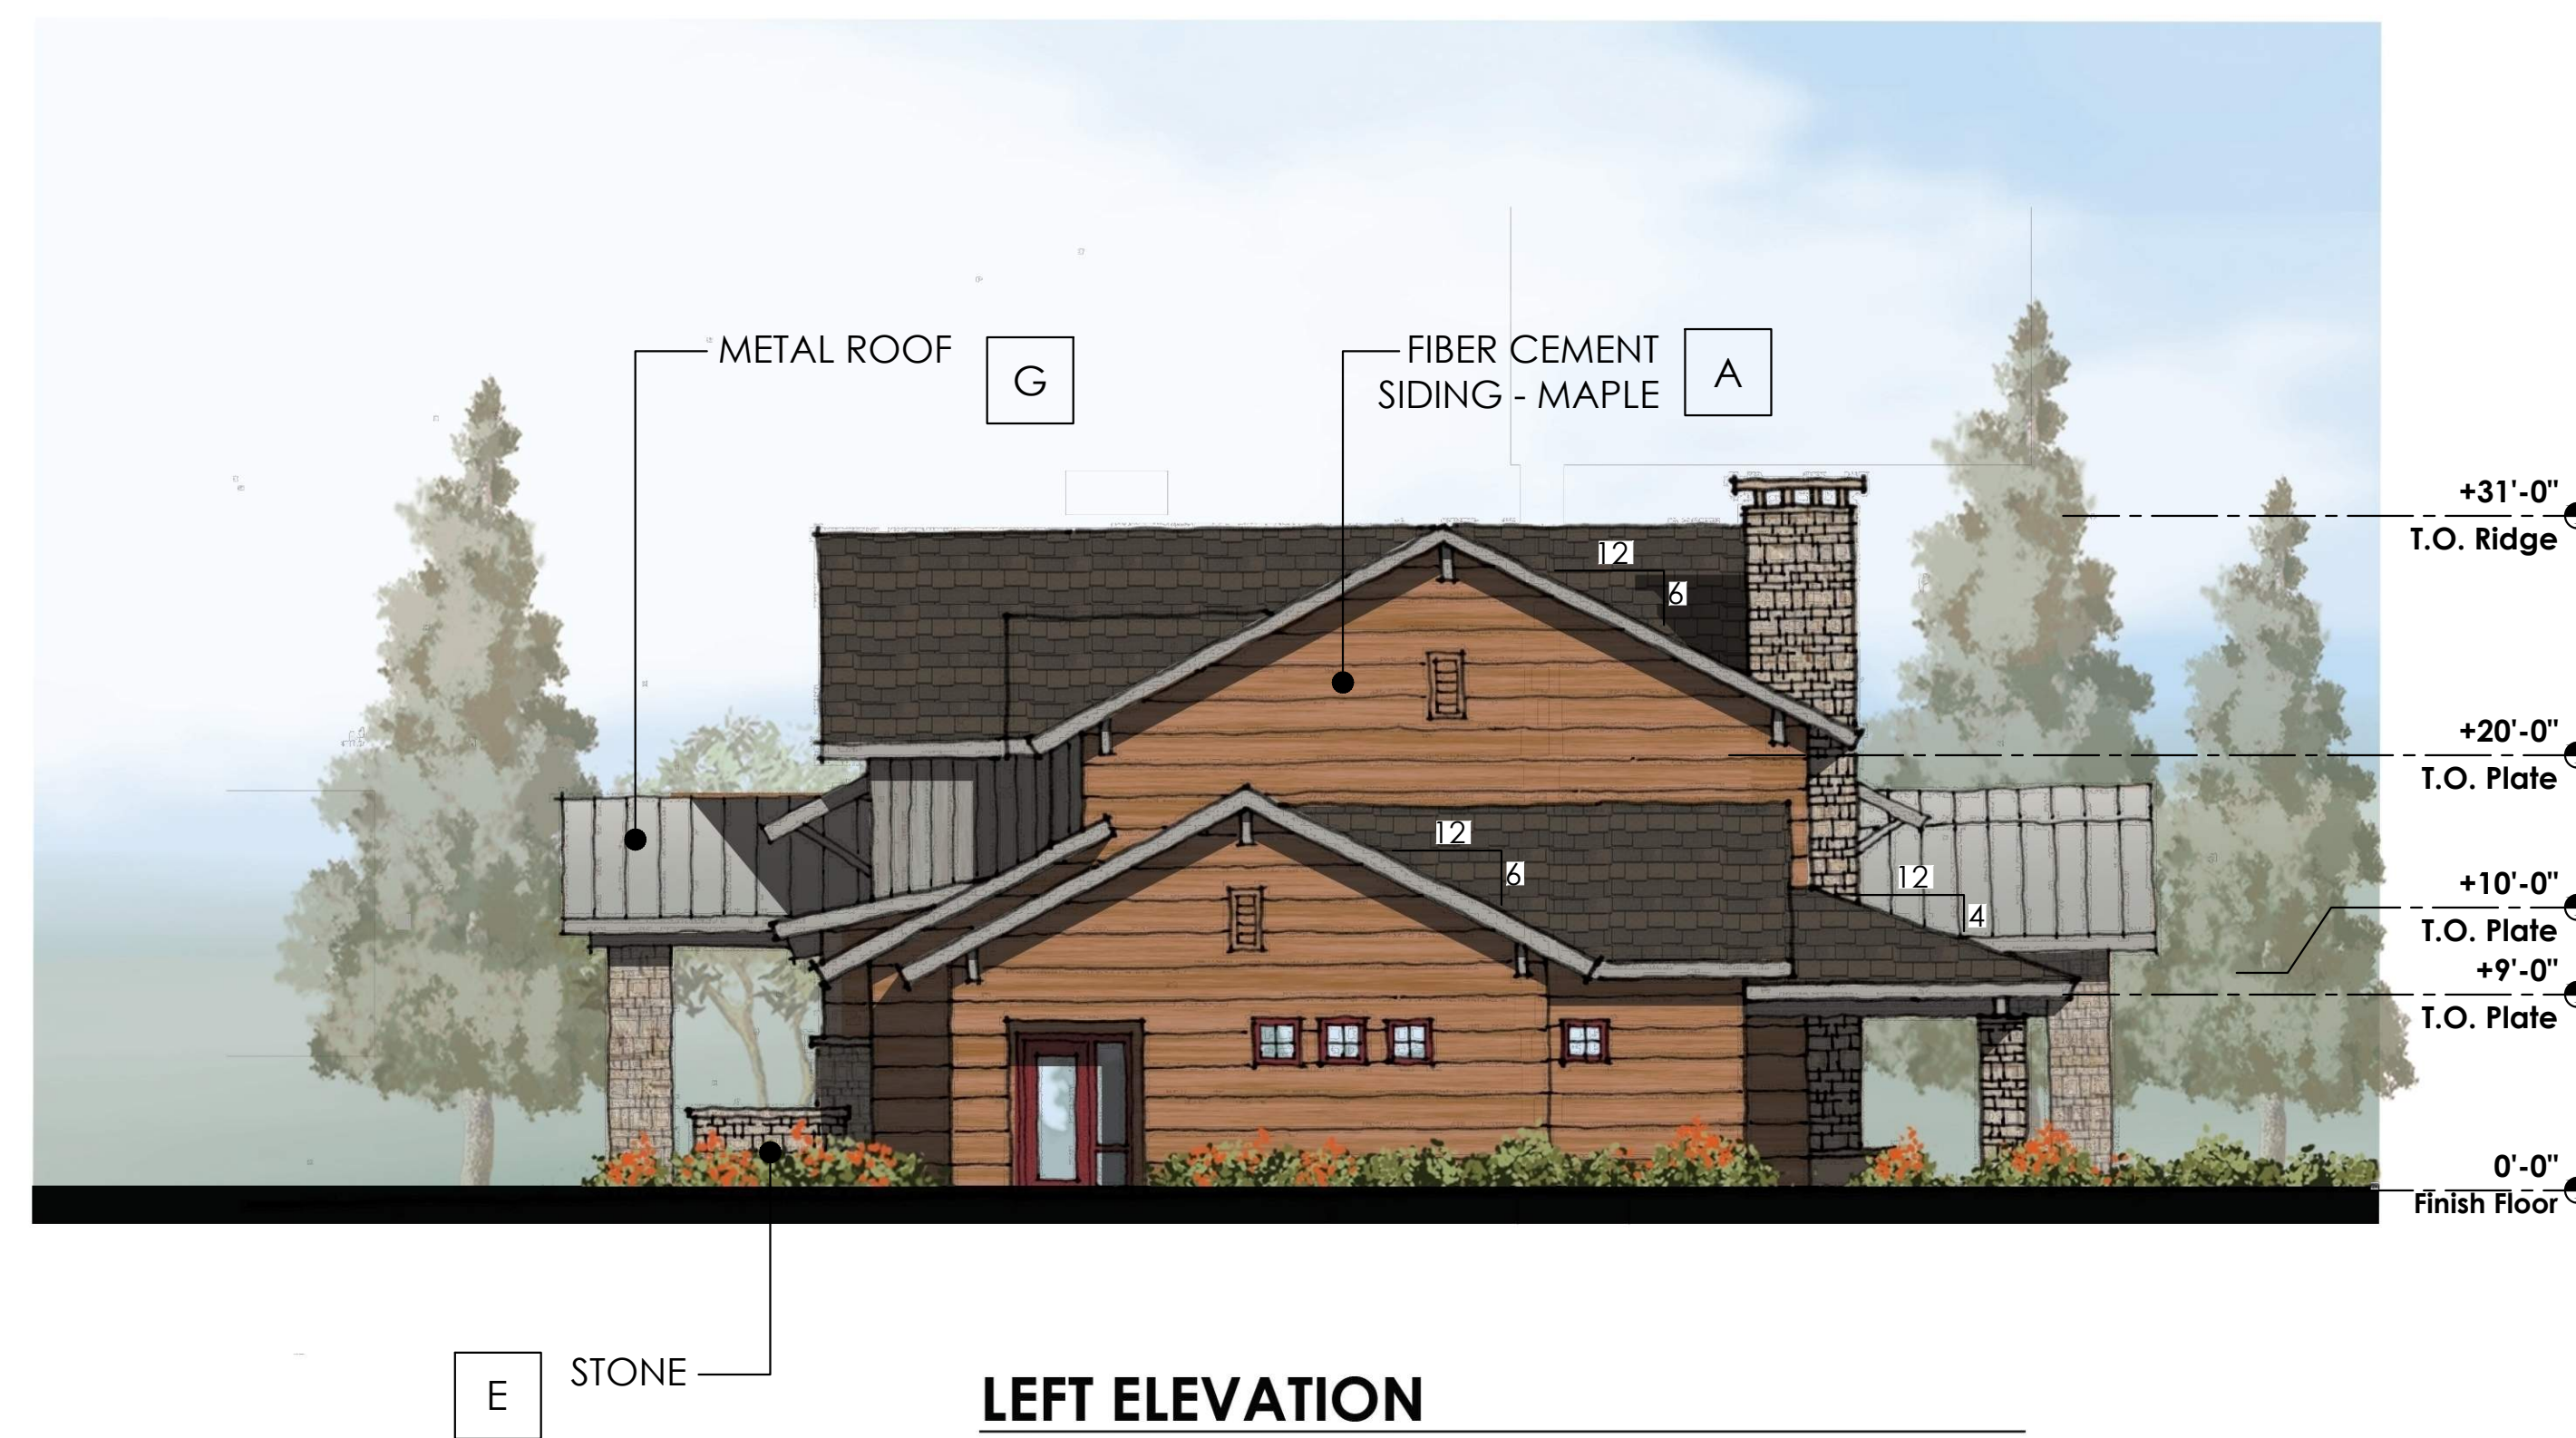 METAL ROOF
G
FIBER CEMENT
SIDING - MAPLE
A
12
6
12
6
12
4
+31'-0"
T.O. Ridge
+20'-0"
T.O. Plate
+10'-0"
T.O. Plate
+9'-0"
T.O. Plate
0'-0"
Finish Floor
E
STONE
LEFT ELEVATION